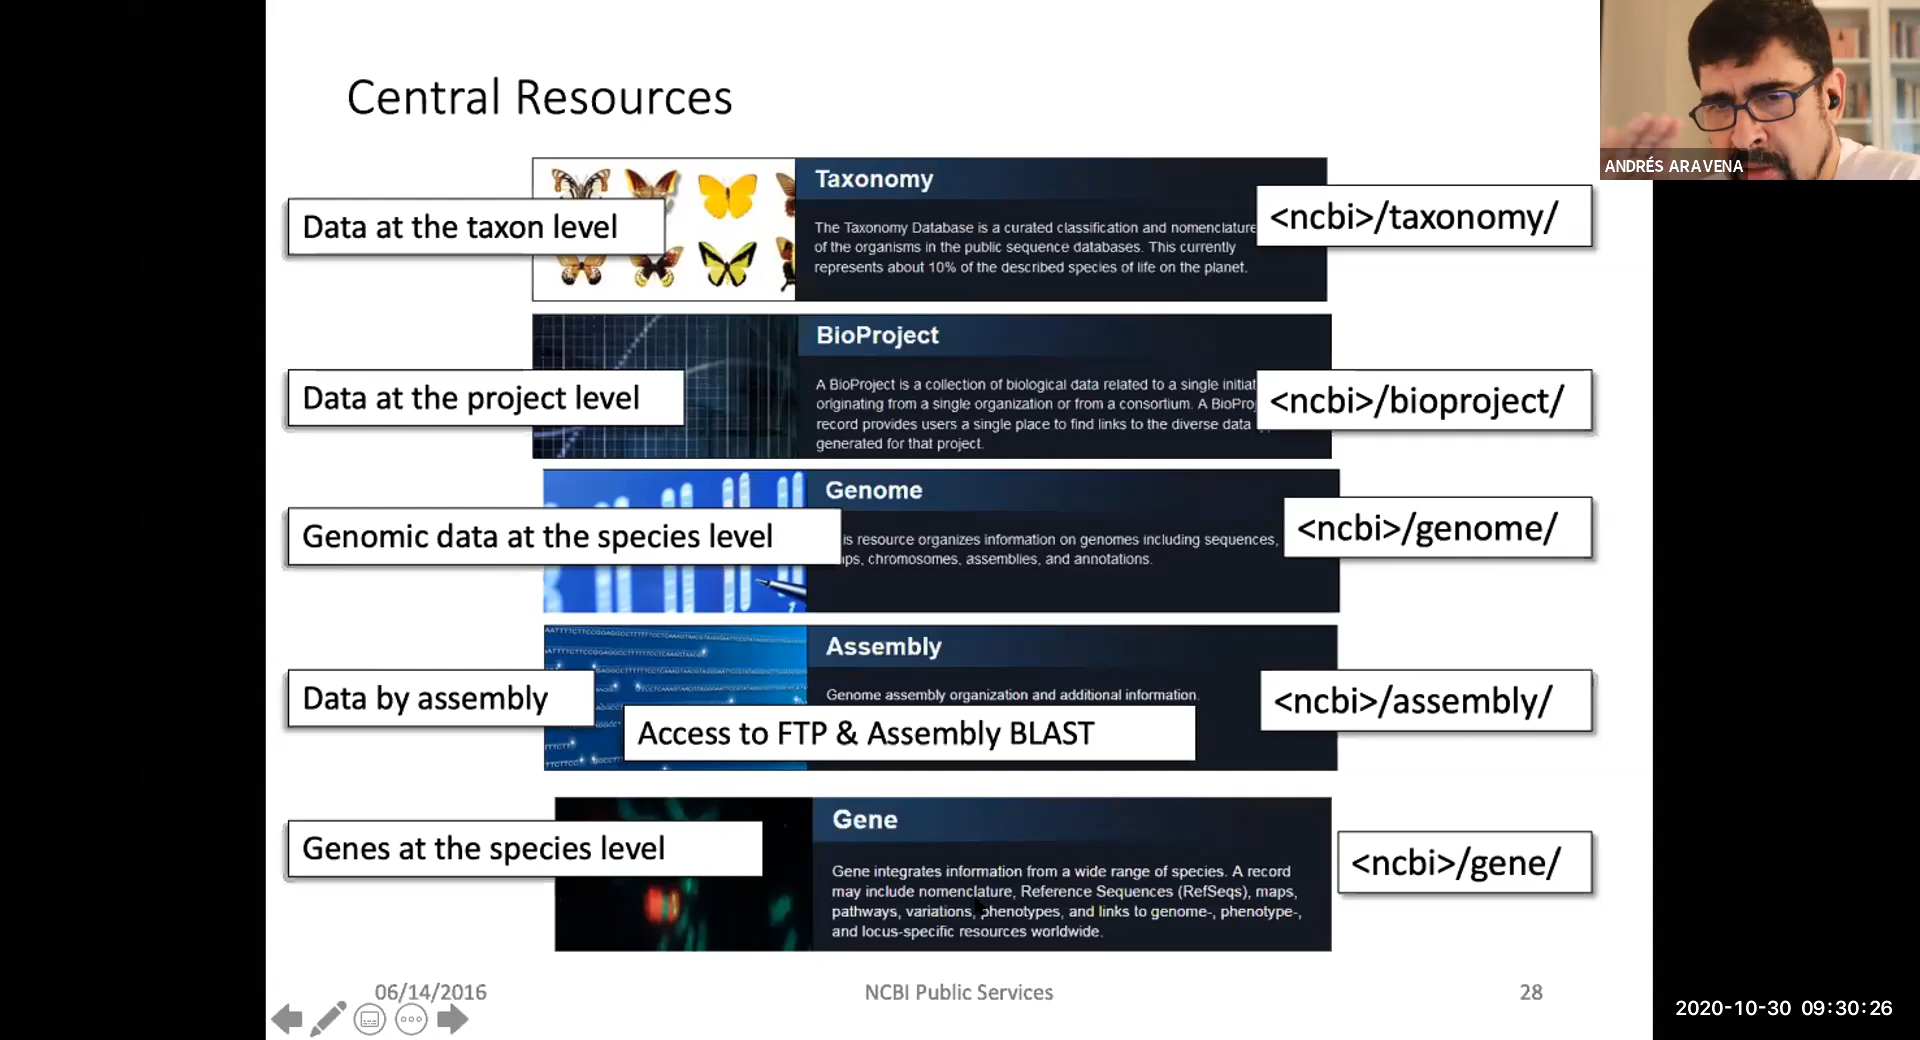 Central Resources
ANDRÉS ARAVENA
Data at the taxon level
Taxonomy
The Taxonomy Database is a curated classification and nomenclature
of the organisms in the public sequence databases. This currently
represents about 10% of the described species of life on the planet.
<ncbi>/taxonomy/
Data at the project level
BioProject
A BioProject is a collection of biological data related to a single
originating from a single organization or from a consortium. A
record provides users a single place to find links to the diverse data
generated for that project.
<ncbi>/bioproject/
Genomic data at the species level
Genome
resource organizes information on genomes including sequences,
chromosomes, assemblies, and annotations.
<ncbi>/genome/
Data by assembly
Assembly
Genome assembly organization and additional information.
Access to FTP & Assembly BLAST
<ncbi>/assembly/
Genes at the species level
Gene
Gene integrates information from a wide range of species. A record
may include nomenclature, Reference Sequences (RefSeqs), maps,
pathways, variations, phenotypes, and links to genome-, phenotype-,
and locus-specific resources worldwide.
<ncbi>/gene/
06/14/2016
NCBI Public Services
28
2020-10-30 09:30:26